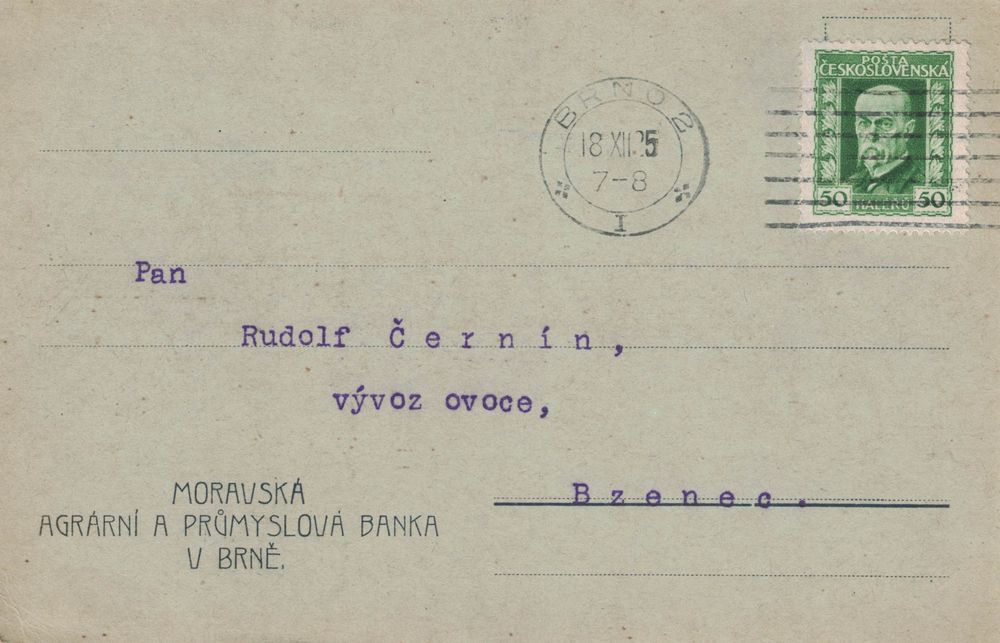 POŠTA
ČESKOSLOVENSKÁ
50 HALÉŘŮ 50
BRNO 2
18 XII 25
7-8
I
Pan
Rudolf Černín,
vývoz ovoce,
Bzenec.
MORAVSKÁ
AGRÁRNÍ A PRŮMYSLOVÁ BANKA
V BRNĚ.